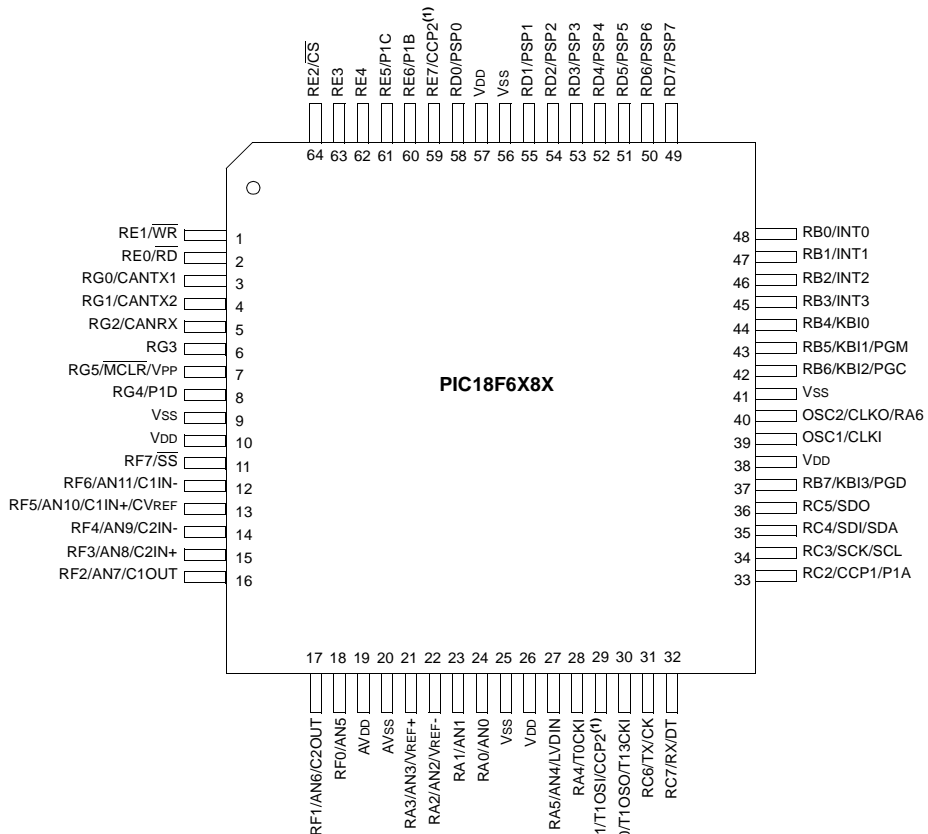 RE2/CS
RE3
RE4
RE5/P1C
RE6/P1B
RE7/CCP2(1)
RD0/PSP0
VDD
VSS
RD1/PSP1
RD2/PSP2
RD3/PSP3
RD4/PSP4
RD5/PSP5
RD6/PSP6
RD7/PSP7
64 63 62 61 60 59 58 57 56 55 54 53 52 51 50 49
RE1/WR 1
RE0/RD 2
RG0/CANTX1 3
RG1/CANTX2 4
RG2/CANRX 5
RG3 6
RG5/MCLR/VPP 7
RG4/P1D 8
VSS 9
VDD 10
RF7/SS 11
RF6/AN11/C1IN- 12
RF5/AN10/C1IN+/CVREF 13
RF4/AN9/C2IN- 14
RF3/AN8/C2IN+ 15
RF2/AN7/C1OUT 16
PIC18F6X8X
48 RB0/INT0
47 RB1/INT1
46 RB2/INT2
45 RB3/INT3
44 RB4/KBI0
43 RB5/KBI1/PGM
42 RB6/KBI2/PGC
41 VSS
40 OSC2/CLKO/RA6
39 OSC1/CLKI
38 VDD
37 RB7/KBI3/PGD
36 RC5/SDO
35 RC4/SDI/SDA
34 RC3/SCK/SCL
33 RC2/CCP1/P1A
17 18 19 20 21 22 23 24 25 26 27 28 29 30 31 32
RF1/AN6/C2OUT
RF0/AN5
AVDD
AVSS
RA3/AN3/VREF+
RA2/AN2/VREF-
RA1/AN1
RA0/AN0
VSS
VDD
RA5/AN4/LVDIN
RA4/T0CKI
1/T1OSI/CCP2(1)
0/T1OSO/T13CKI
RC6/TX/CK
RC7/RX/DT